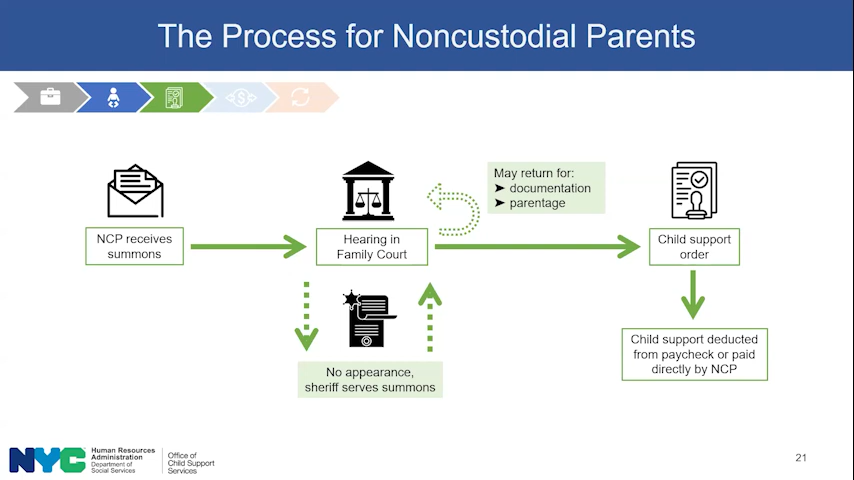 The Process for Noncustodial Parents
$
May return for:
➤ documentation
➤ parentage
NCP receives
summons
Hearing in
Family Court
Child support
order
No appearance,
sheriff serves summons
Child support deducted
from paycheck or paid
directly by NCP
NYC
Human Resources
Administration
Department of
Social Services
Office of
Child Support
Services
21